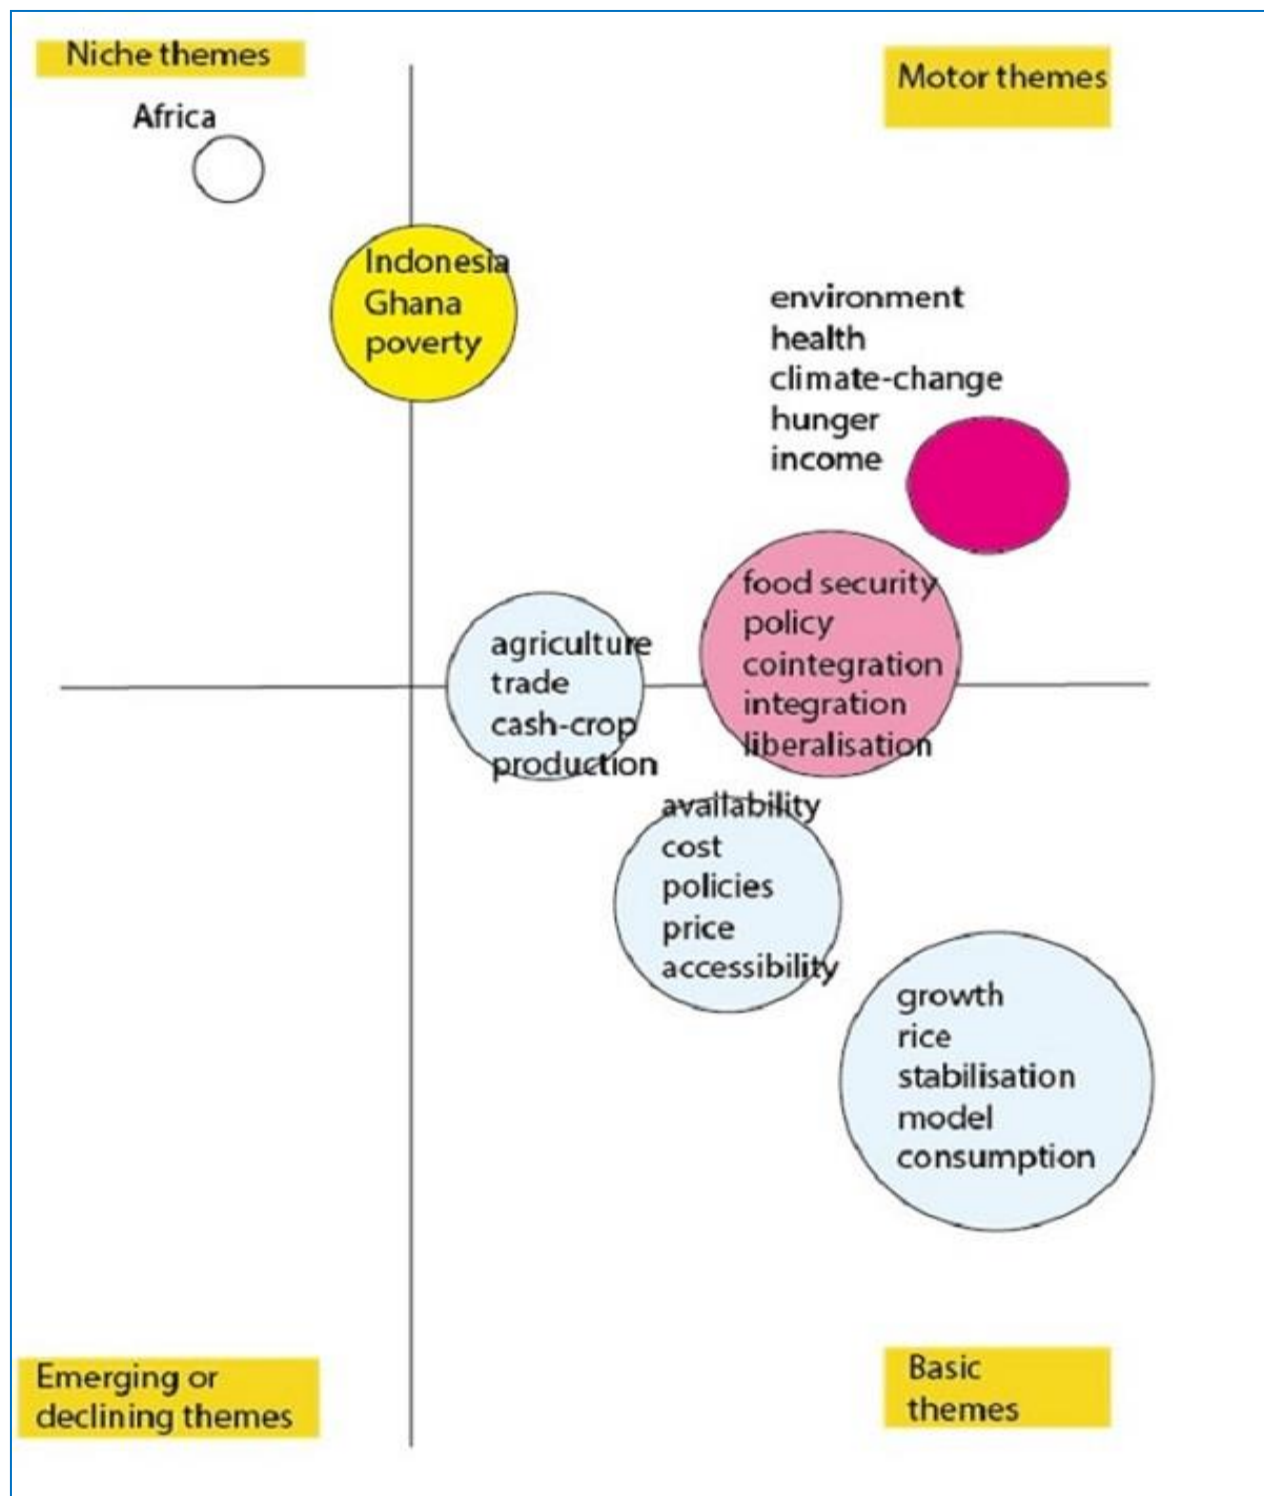 Niche themes
Motor themes
Africa
Indonesia
Ghana
poverty
environment
health
climate-change
hunger
income
food security
policy
cointegration
integration
liberalisation
agriculture
trade
cash-crop
production
availability
cost
policies
price
accessibility
growth
rice
stabilisation
model
consumption
Emerging or
declining themes
Basic
themes